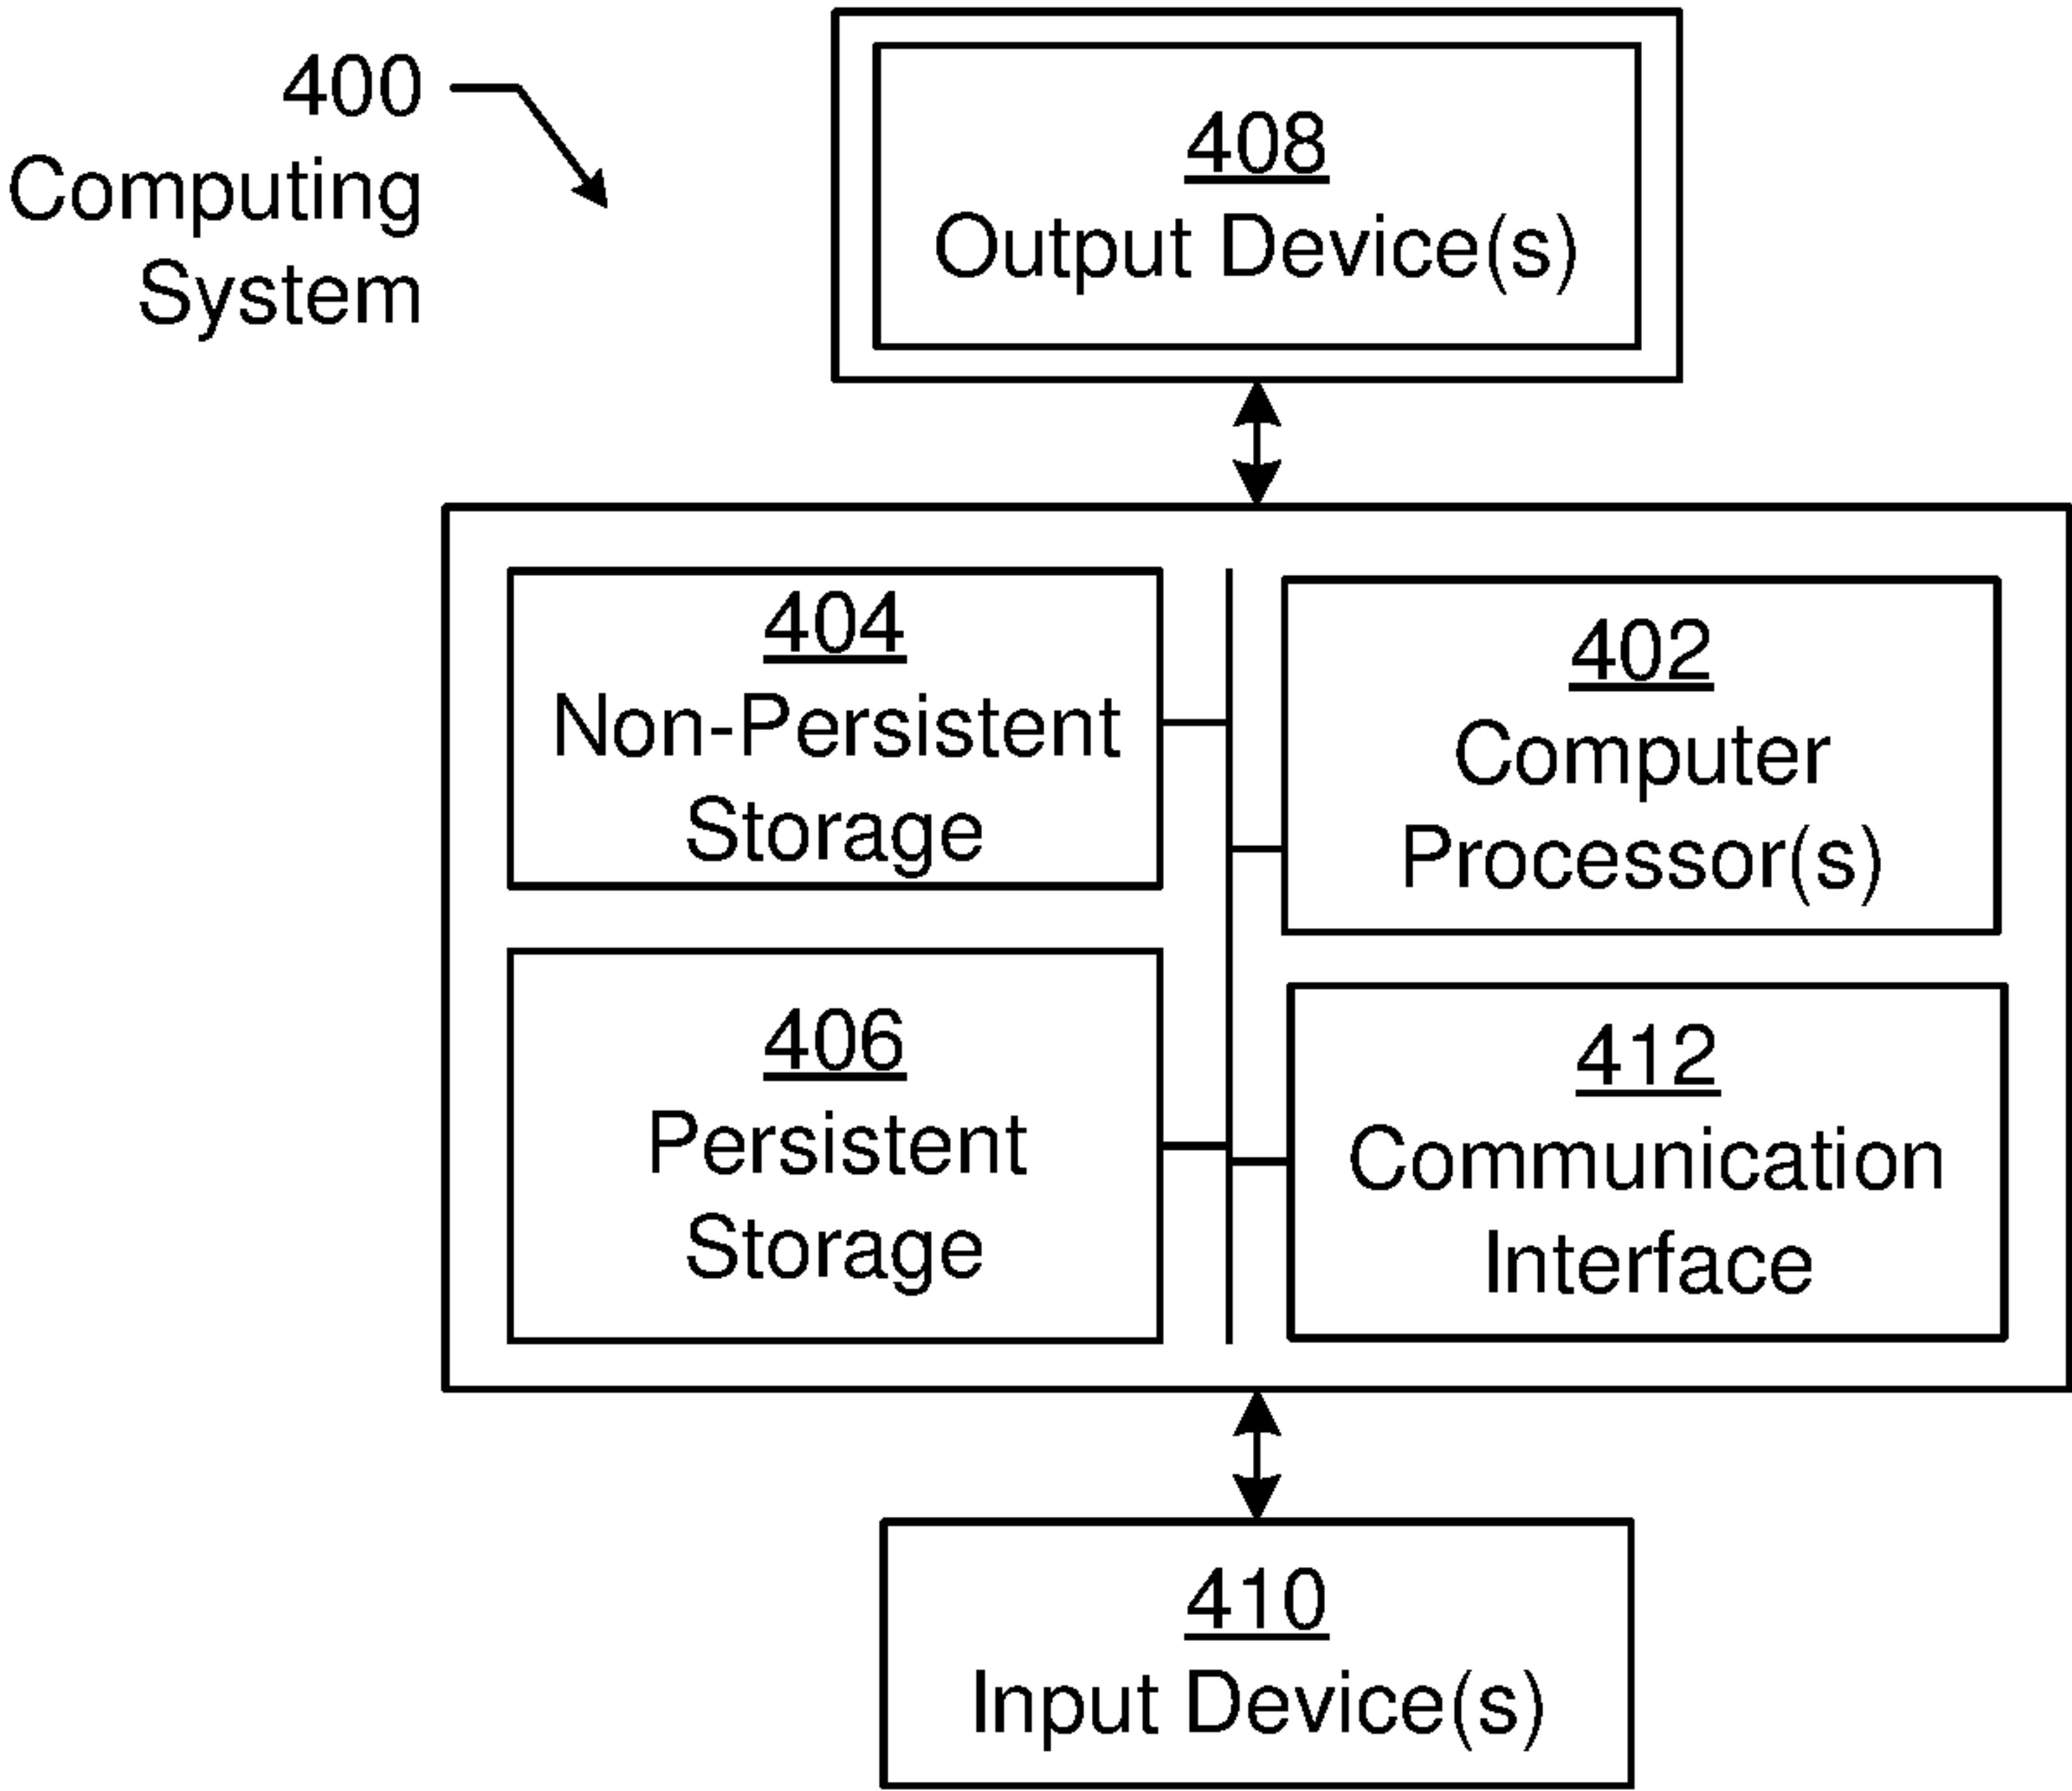 400
Computing
System
408
Output Device(s)
404
Non-Persistent
Storage
402
Computer
Processor(s)
406
Persistent
Storage
412
Communication
Interface
410
Input Device(s)